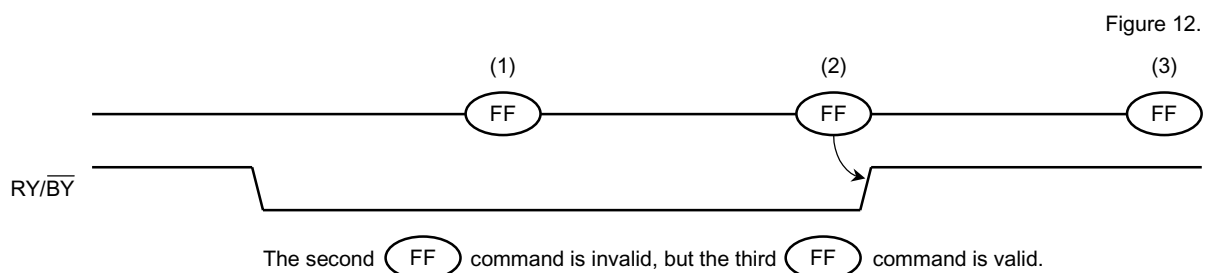 Figure 12.
(1) (2) (3)
FF FF FF
RY/B̅Y̅
The second FF command is invalid, but the third FF command is valid.